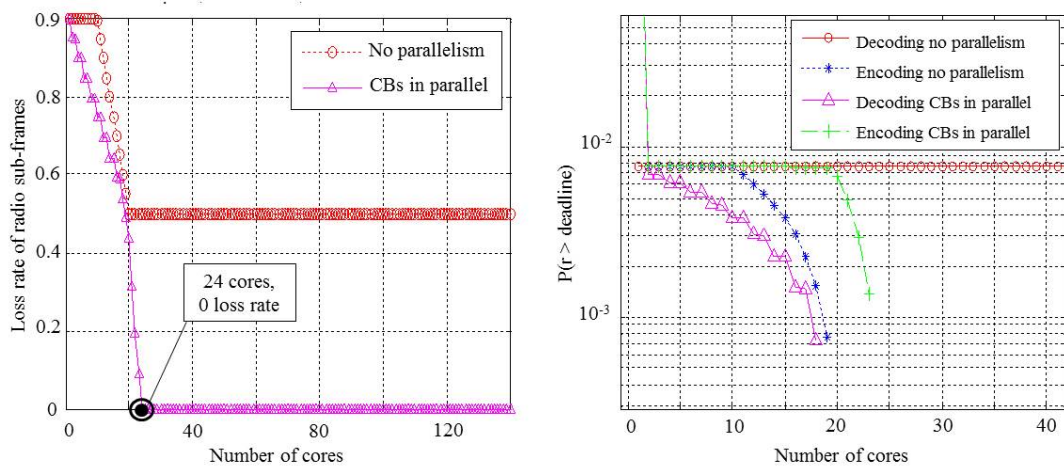 0.9
0.8
0.6
0.4
0.2
0
Loss rate of radio sub-frames
No parallelism
CBs in parallel
24 cores,
0 loss rate
0 40 80 120
Number of cores
10-2
10-3
P(r > deadline)
Decoding no parallelism
Encoding no parallelism
Decoding CBs in parallel
Encoding CBs in parallel
0 10 20 30 40
Number of cores